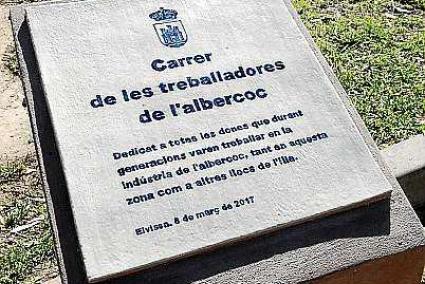 Carrer
de les treballadores
de l'albercoc
Dedicat a totes les dones que durant
generacions varen treballar en la
indústria de l'albercoc, tant en aquesta
zona com a altres llocs de l'illa.
Eivissa, 8 de març de 2017